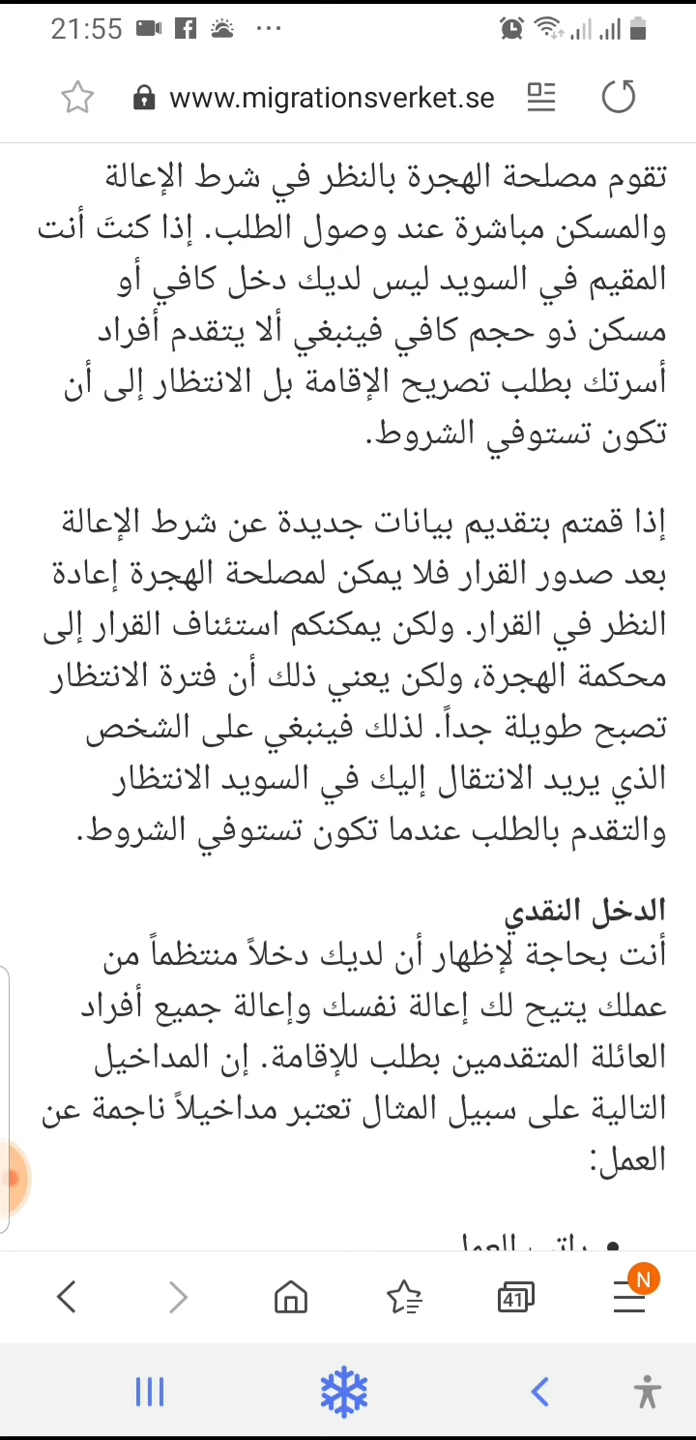 21:55
www.migrationsverket.se
تقوم مصلحة الهجرة بالنظر في شرط الإعالة
والمسكن مباشرة عند وصول الطلب. إذا كنتَ أنت
المقيم في السويد ليس لديك دخل كافي أو
مسكن ذو حجم كافي فينبغي ألا يتقدم أفراد
أسرتك بطلب تصريح الإقامة بل الانتظار إلى أن
تكون تستوفي الشروط.
إذا قمتم بتقديم بيانات جديدة عن شرط الإعالة
بعد صدور القرار فلا يمكن لمصلحة الهجرة إعادة
النظر في القرار. ولكن يمكنكم استئناف القرار إلى
محكمة الهجرة، ولكن يعني ذلك أن فترة الانتظار
تصبح طويلة جداً. لذلك فينبغي على الشخص
الذي يريد الانتقال إليك في السويد الانتظار
والتقدم بالطلب عندما تكون تستوفي الشروط.
الدخل النقدي
أنت بحاجة لإظهار أن لديك دخلاً منتظماً من
عملك يتيح لك إعالة نفسك وإعالة جميع أفراد
العائلة المتقدمين بطلب للإقامة. إن المداخيل
التالية على سبيل المثال تعتبر مداخيلاً ناجمة عن
العمل:
N
41